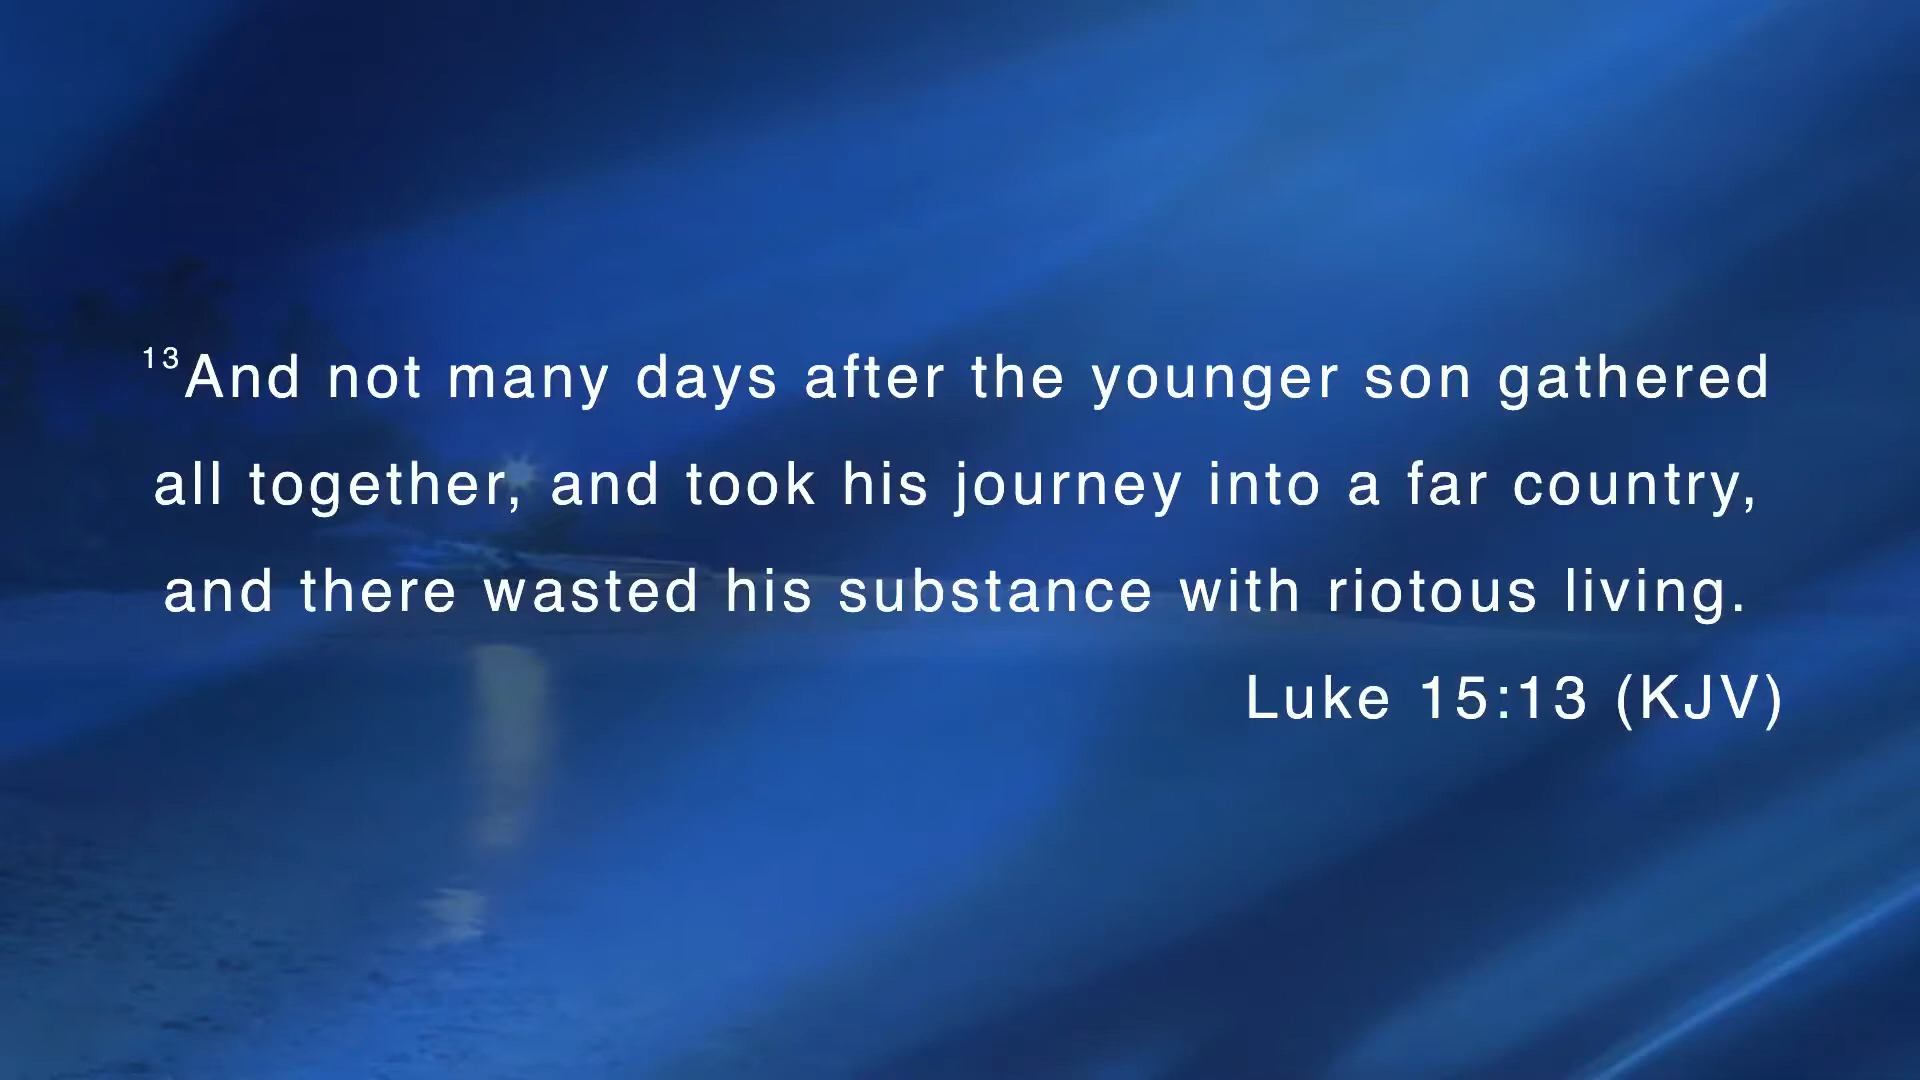 ¹³And not many days after the younger son gathered
all together, and took his journey into a far country,
and there wasted his substance with riotous living.
Luke 15:13 (KJV)